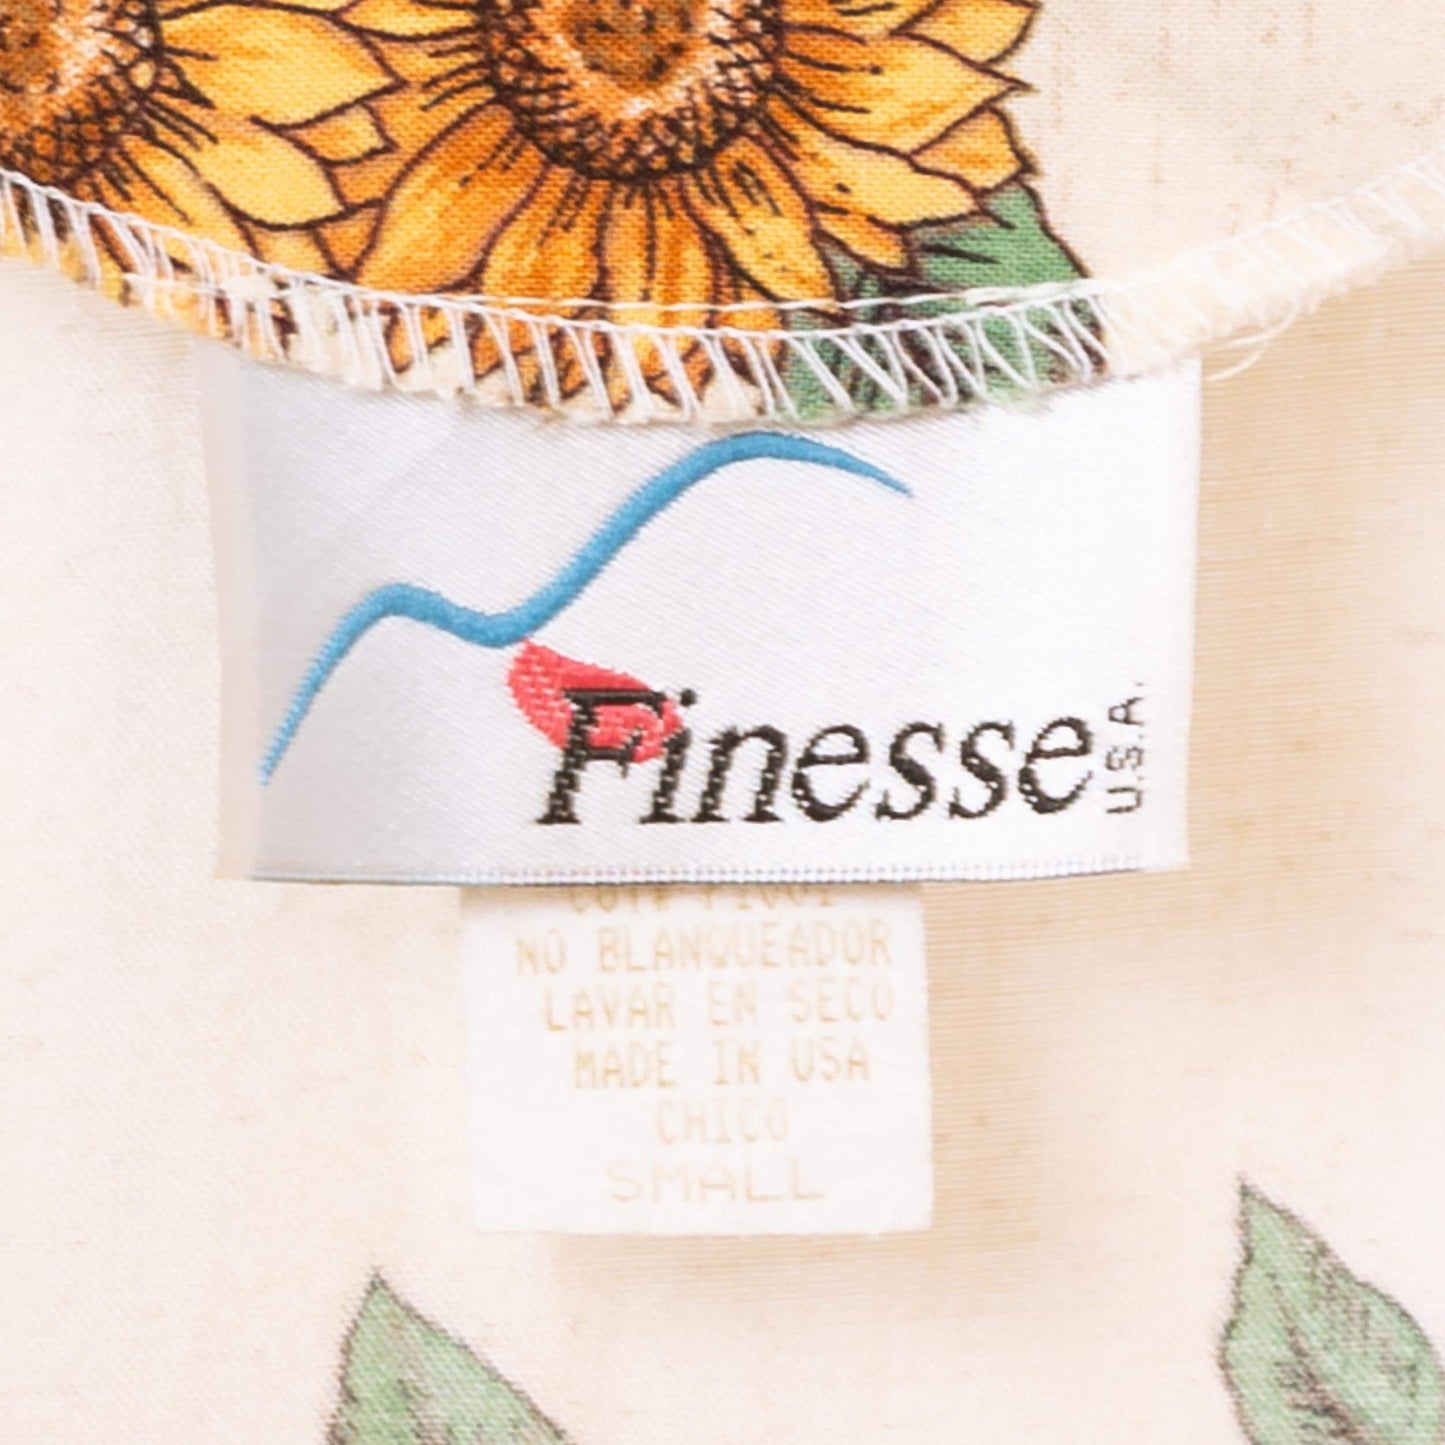 Finesse
U.S.A.
NO BLANQUEADOR
LAVAR EN SECO
MADE IN USA
CHICO
SMALL